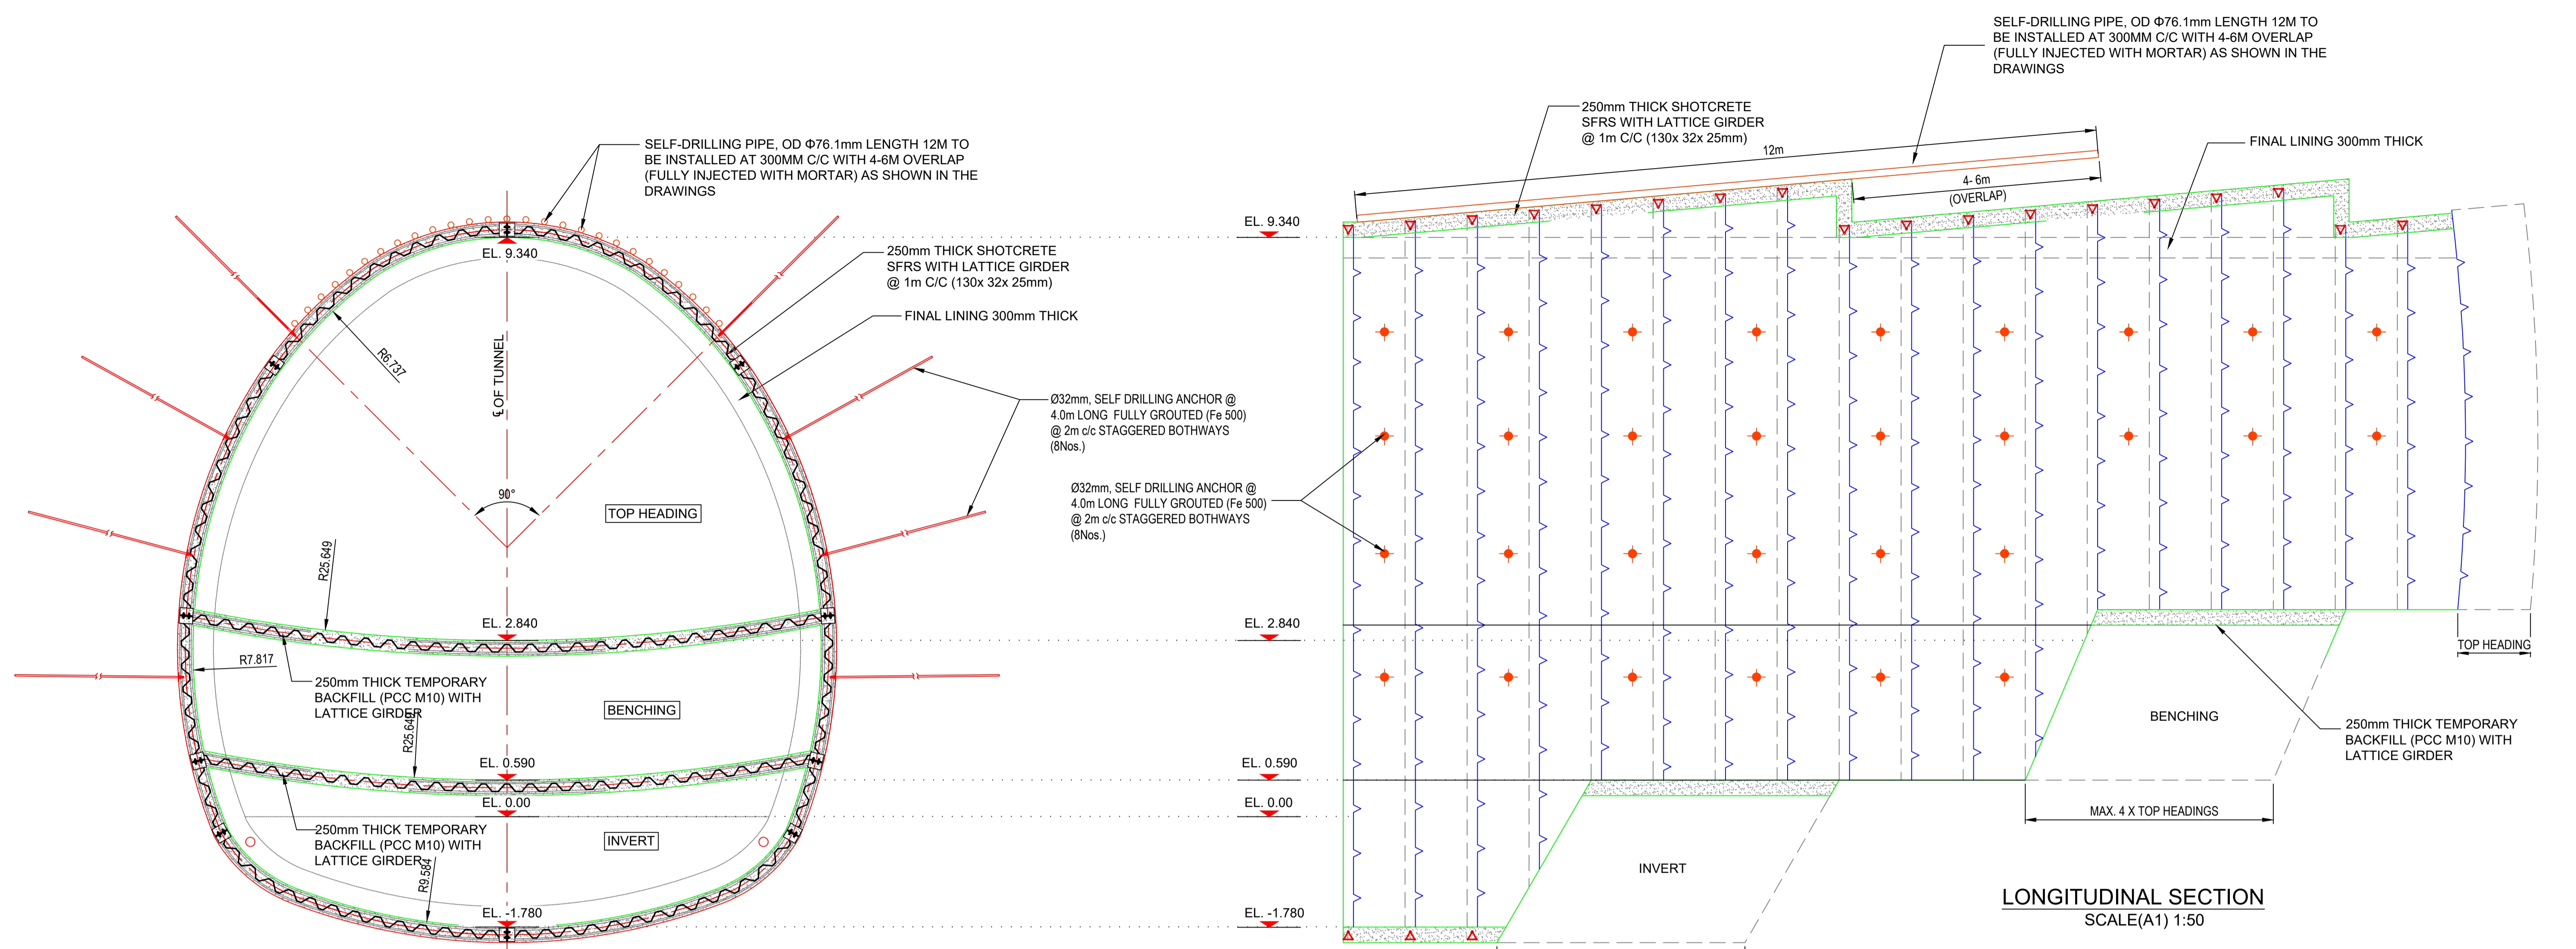 SELF-DRILLING PIPE, OD Φ76.1mm LENGTH 12M TO
BE INSTALLED AT 300MM C/C WITH 4-6M OVERLAP
(FULLY INJECTED WITH MORTAR) AS SHOWN IN THE
DRAWINGS
EL. 9.340
250mm THICK SHOTCRETE
SFRS WITH LATTICE GIRDER
@ 1m C/C (130x 32x 25mm)
FINAL LINING 300mm THICK
R6.737
℄ OF TUNNEL
Ø32mm, SELF DRILLING ANCHOR @
4.0m LONG FULLY GROUTED (Fe 500)
@ 2m c/c STAGGERED BOTHWAYS
(8Nos.)
90°
TOP HEADING
R25.649
EL. 2.840
R7.817
250mm THICK TEMPORARY
BACKFILL (PCC M10) WITH
LATTICE GIRDER
BENCHING
R25.649
EL. 0.590
EL. 0.00
250mm THICK TEMPORARY
BACKFILL (PCC M10) WITH
LATTICE GIRDER
INVERT
R9.584
EL. -1.780
SELF-DRILLING PIPE, OD Φ76.1mm LENGTH 12M TO
BE INSTALLED AT 300MM C/C WITH 4-6M OVERLAP
(FULLY INJECTED WITH MORTAR) AS SHOWN IN THE
DRAWINGS
250mm THICK SHOTCRETE
SFRS WITH LATTICE GIRDER
@ 1m C/C (130x 32x 25mm)
12m
FINAL LINING 300mm THICK
4- 6m
(OVERLAP)
EL. 9.340
Ø32mm, SELF DRILLING ANCHOR @
4.0m LONG FULLY GROUTED (Fe 500)
@ 2m c/c STAGGERED BOTHWAYS
(8Nos.)
EL. 2.840
TOP HEADING
BENCHING
250mm THICK TEMPORARY
BACKFILL (PCC M10) WITH
LATTICE GIRDER
EL. 0.590
EL. 0.00
MAX. 4 X TOP HEADINGS
INVERT
EL. -1.780
LONGITUDINAL SECTION
SCALE(A1) 1:50